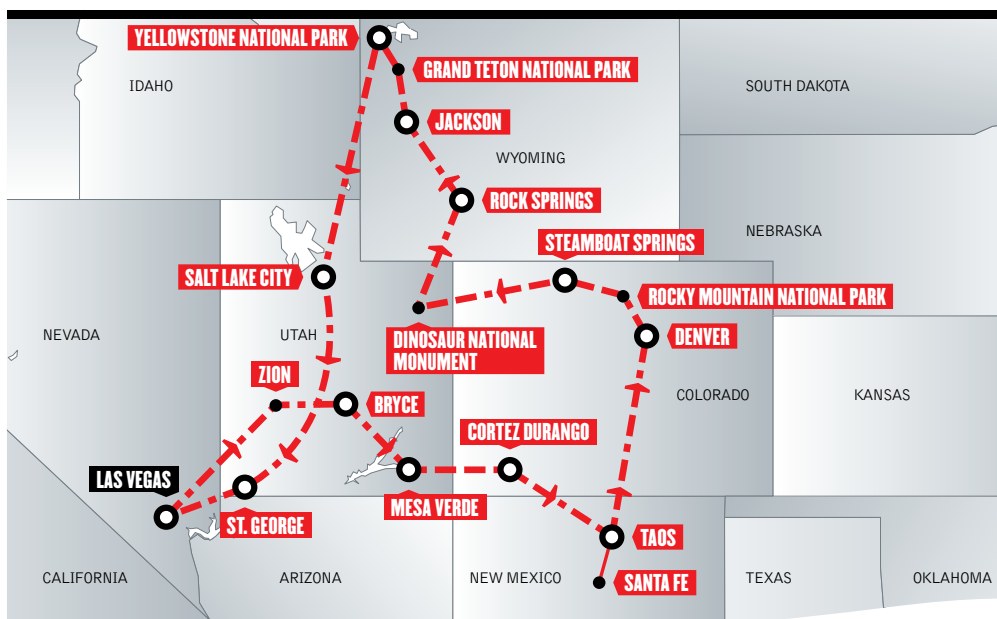 YELLOWSTONE NATIONAL PARK
GRAND TETON NATIONAL PARK
IDAHO
SOUTH DAKOTA
JACKSON
WYOMING
ROCK SPRINGS
NEBRASKA
STEAMBOAT SPRINGS
SALT LAKE CITY
ROCKY MOUNTAIN NATIONAL PARK
NEVADA
UTAH
DINOSAUR NATIONAL
MONUMENT
DENVER
ZION
COLORADO
KANSAS
BRYCE
CORTEZ DURANGO
LAS VEGAS
MESA VERDE
ST. GEORGE
TAOS
CALIFORNIA
ARIZONA
NEW MEXICO
SANTA FE
TEXAS
OKLAHOMA